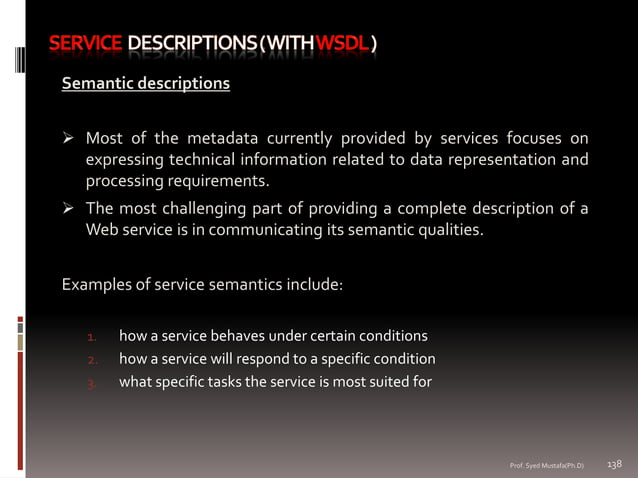 SERVICE DESCRIPTIONS(WITH WSDL)
Semantic descriptions
➢ Most of the metadata currently provided by services focuses on
expressing technical information related to data representation and
processing requirements.
➢ The most challenging part of providing a complete description of a
Web service is in communicating its semantic qualities.
Examples of service semantics include:
1. how a service behaves under certain conditions
2. how a service will respond to a specific condition
3. what specific tasks the service is most suited for
Prof. Syed Mustafa(Ph.D) 138